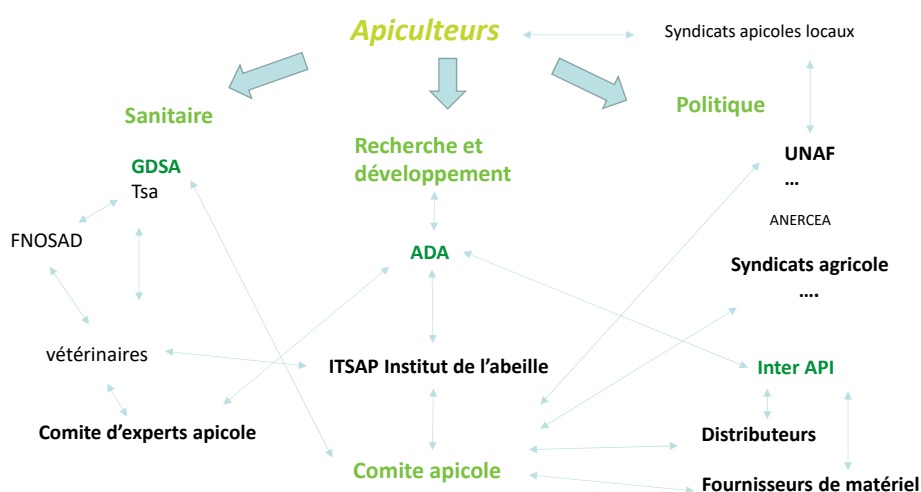 Apiculteurs
Syndicats apicoles locaux
Sanitaire
Politique
Recherche et
développement
GDSA
Tsa
UNAF
...
FNOSAD
ANERCEA
ADA
Syndicats agricole
....
vétérinaires
ITSAP Institut de l'abeille
Inter API
Comite d'experts apicole
Distributeurs
Comite apicole
Fournisseurs de matériel